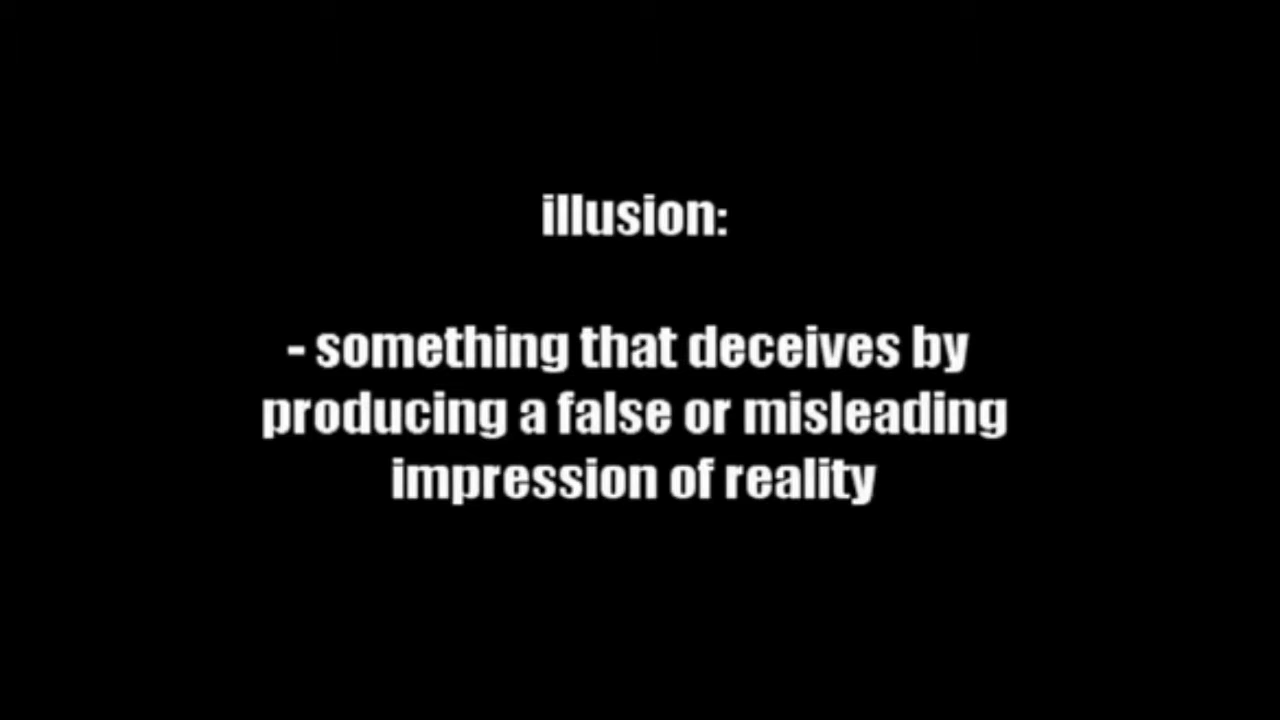 illusion:
- something that deceives by
producing a false or misleading
impression of reality